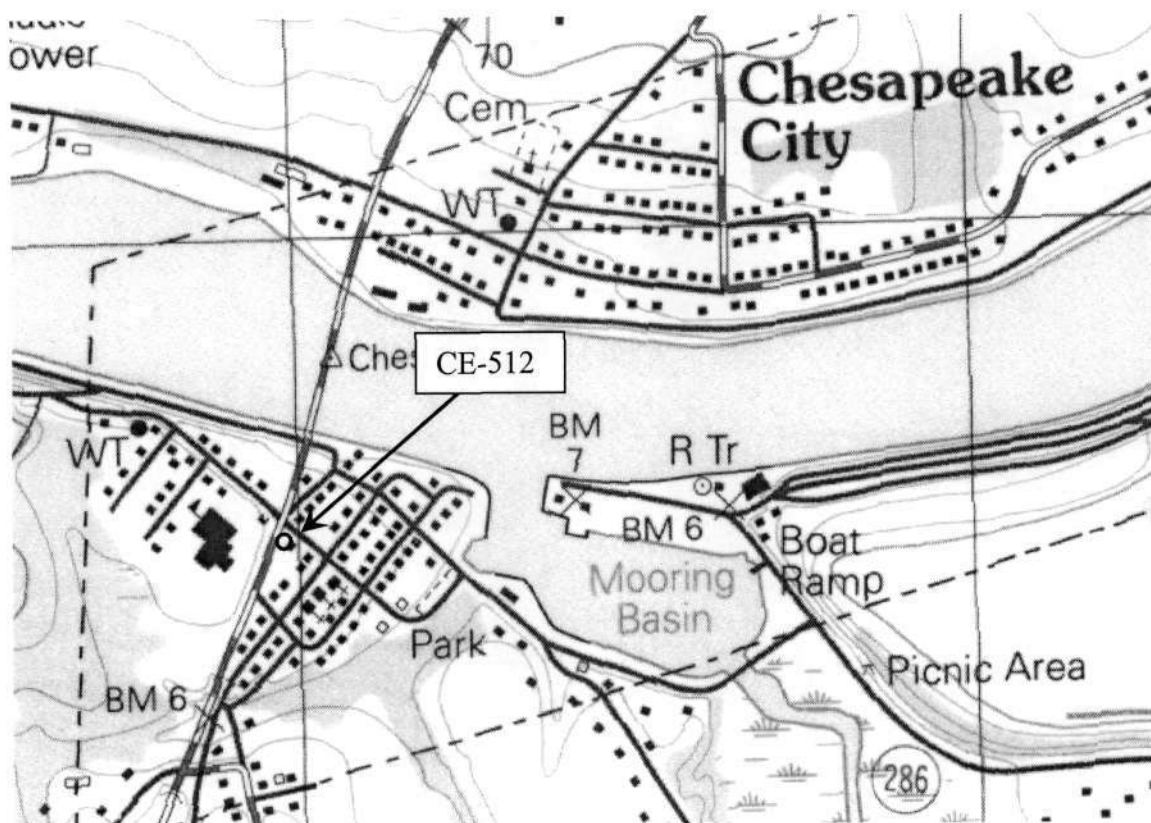 ower
70
Cem
Chesapeake
City
WT
Ches
CE-512
BM
7
R Tr
WT
BM 6
Boat
Ramp
Mooring
Basin
Park
Picnic Area
BM 6
286